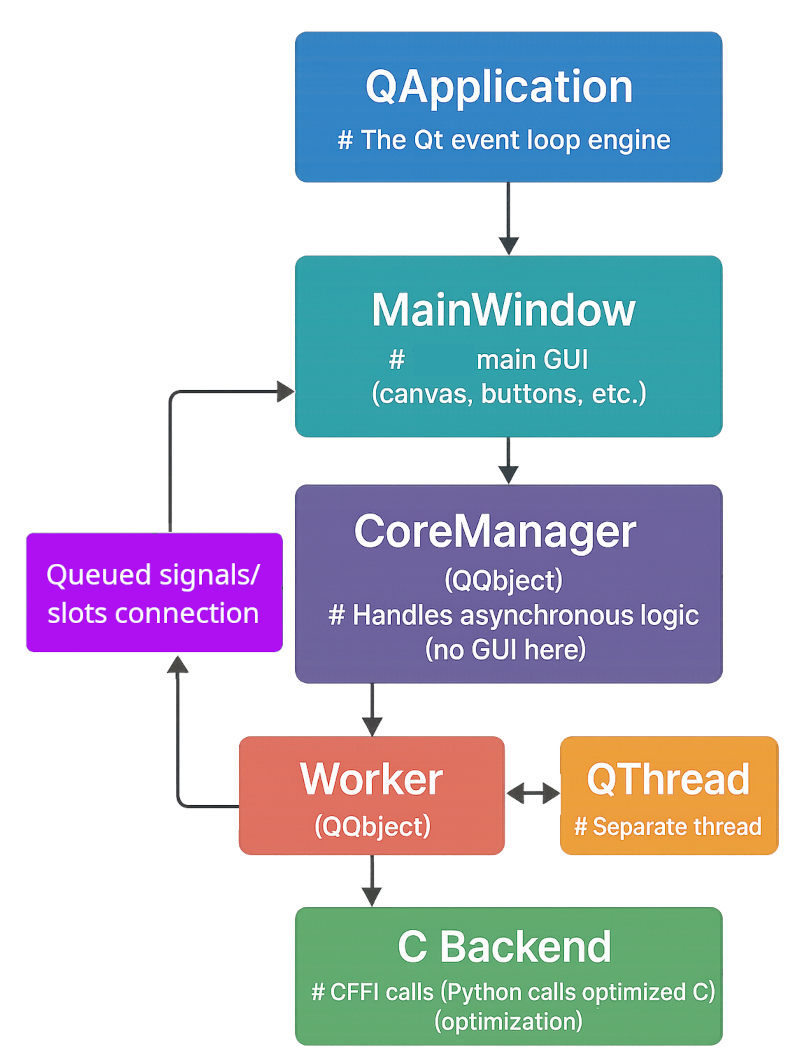 QApplication
# The Qt event loop engine
MainWindow
# main GUI
(canvas, buttons, etc.)
Queued signals/
slots connection
CoreManager
(QQbject)
# Handles asynchronous logic
(no GUI here)
Worker
(QQbject)
QThread
# Separate thread
C Backend
# CFFI calls (Python calls optimized C)
(optimization)